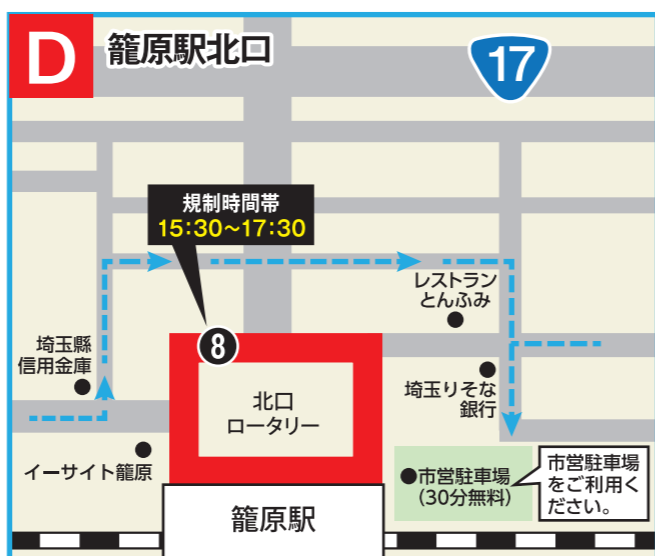 D
籠原駅北口
17
規制時間帯
15:30～17:30
レストラン
とんふみ
8
埼玉縣
信用金庫
北口
ロータリー
埼玉りそな
銀行
イーサイト籠原
市営駐車場
(30分無料)
市営駐車場
をご利用く
ださい。
籠原駅